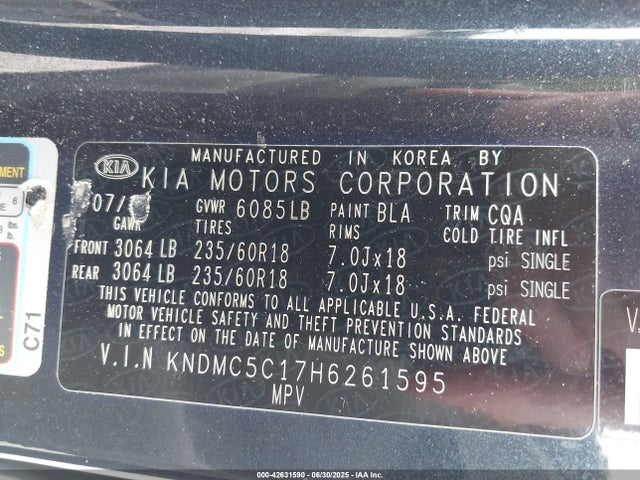 MANUFACTURED IN KOREA BY
KIA KIA MOTORS CORPORATION
07/ GVWR 6085LB PAINT BLA TRIM CQA
GAWR TIRES RIMS COLD TIRE INFL
FRONT 3064 LB 235/60R18 7.0Jx18 psi SINGLE
REAR 3064 LB 235/60R18 7.0Jx18 psi SINGLE
THIS VEHICLE CONFORMS TO ALL APPLICABLE U.S.A. FEDERAL
MOTOR VEHICLE SAFETY AND THEFT PREVENTION STANDARDS
IN EFFECT ON THE DATE OF MANUFACTURE SHOWN ABOVE
V.I.N KNDMC5C17H6261595
MPV
6
lbs.
C71
000-42631590 - 06/30/2025 - IAA Inc.